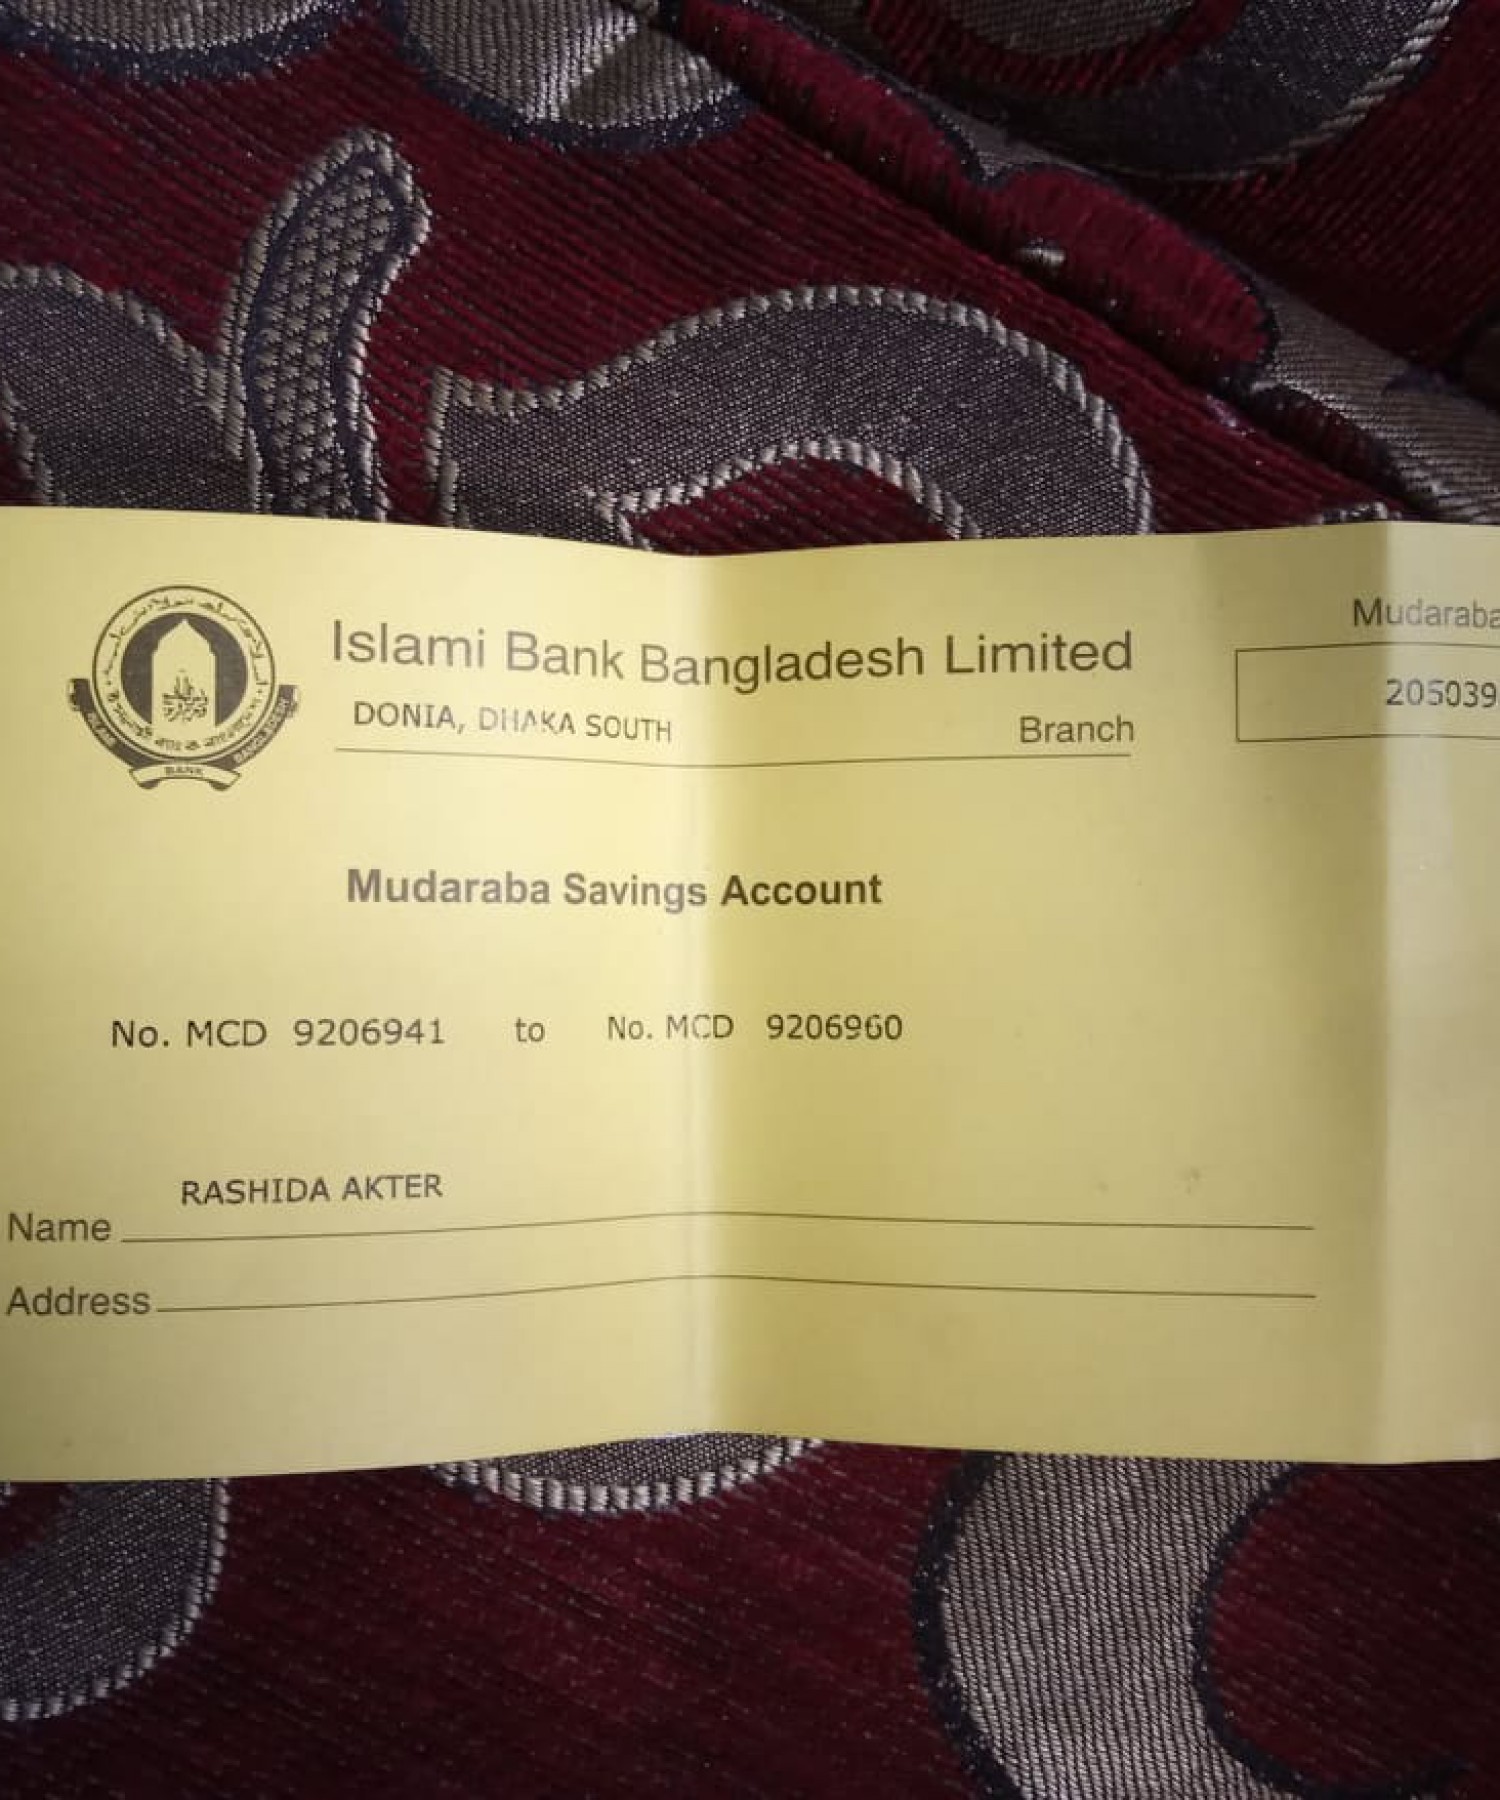 Islami Bank Bangladesh Limited
DONIA, DHAKA SOUTH Branch
Mudaraba
205039
Mudaraba Savings Account
No. MCD 9206941 to No. MCD 9206960
RASHIDA AKTER
Name
Address
BANK